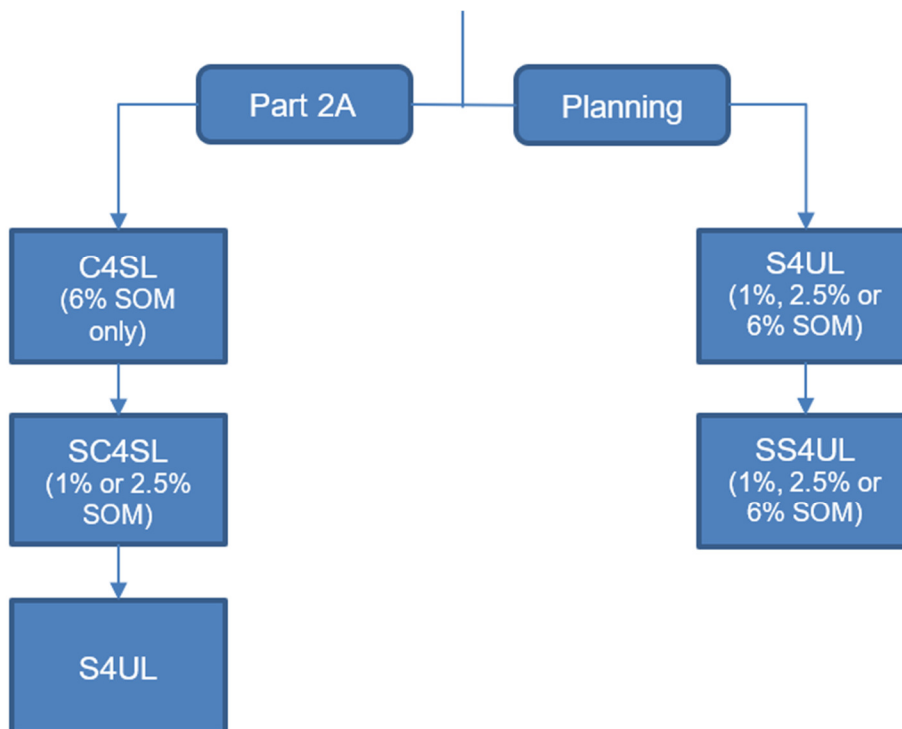 Part 2A
Planning
C4SL
(6% SOM
only)
SC4SL
(1% or 2.5%
SOM)
S4UL
S4UL
(1%, 2.5% or
6% SOM)
SS4UL
(1%, 2.5% or
6% SOM)